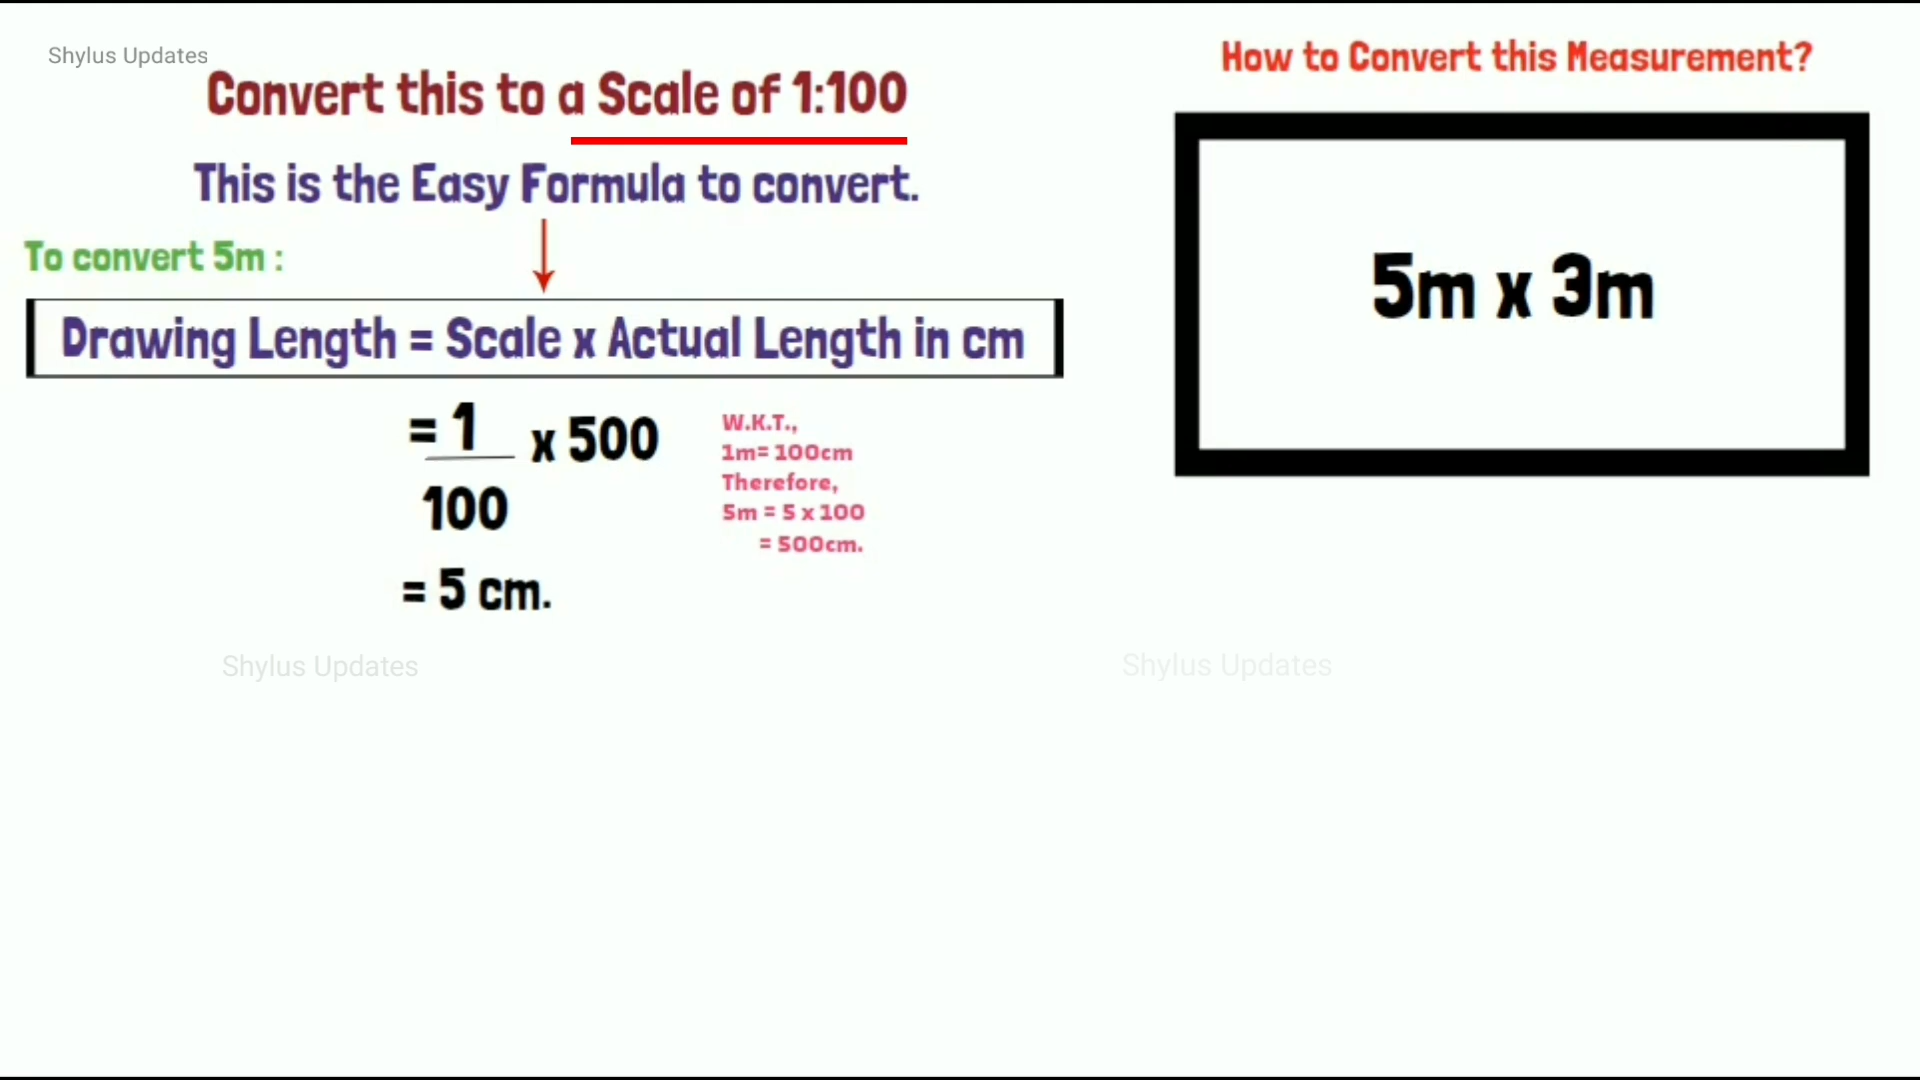 Shylus Updates
Convert this to a Scale of 1:100
This is the Easy Formula to convert.
To convert 5m :
Drawing Length = Scale x Actual Length in cm
= 1 x 500
100
= 5 cm.
W.K.T.,
1m= 100cm
Therefore,
5m = 5 x 100
= 500cm.
How to Convert this Measurement?
5m x 3m
Shylus Updates
Shylus Updates